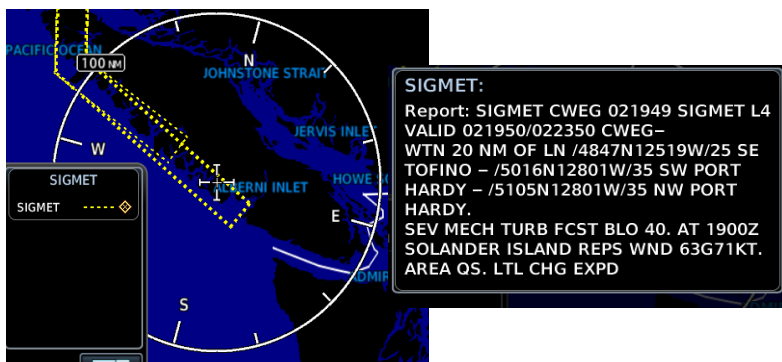 PACIFIC OCEAN
100 NM
N
JOHNSTONE STRAIT
JERVIS INLET
W
ALBERNI INLET
HOWE SO
E
S
ADMIR
SIGMET
SIGMET
SIGMET:
Report: SIGMET CWEG 021949 SIGMET L4
VALID 021950/022350 CWEG–
WTN 20 NM OF LN /4847N12519W/25 SE
TOFINO – /5016N12801W/35 SW PORT
HARDY – /5105N12801W/35 NW PORT
HARDY.
SEV MECH TURB FCST BLO 40. AT 1900Z
SOLANDER ISLAND REPS WND 63G71KT.
AREA QS. LTL CHG EXPD